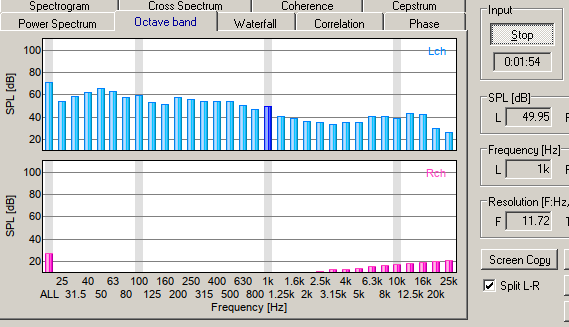 Spectrogram Cross Spectrum Coherence Cepstrum
Power Spectrum Octave band Waterfall Correlation Phase
Lch
100
80
60
40
20
SPL [dB]
Rch
100
80
60
40
20
SPL [dB]
25 40 63 100 160 250 400 630 1k 1.6k 2.5k 4k 6.3k 10k 16k 25k
ALL 31.5 50 80 125 200 315 500 800 1.25k 2k 3.15k 5k 8k 12.5k 20k
Frequency [Hz]
Input
Stop
0:01:54
SPL [dB]
L 49.95
Frequency [Hz]
L 1k
Resolution [F:Hz,
F 11.72
Screen Copy
Split L-R